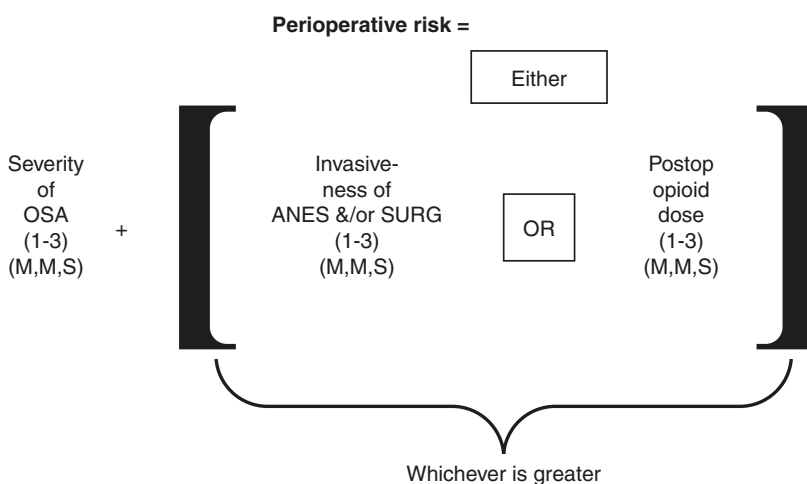 Perioperative risk =
Either
Severity
of
OSA
(1-3)
(M,M,S)
+
Invasive-
ness of
ANES &/or SURG
(1-3)
(M,M,S)
OR
Postop
opioid
dose
(1-3)
(M,M,S)
Whichever is greater